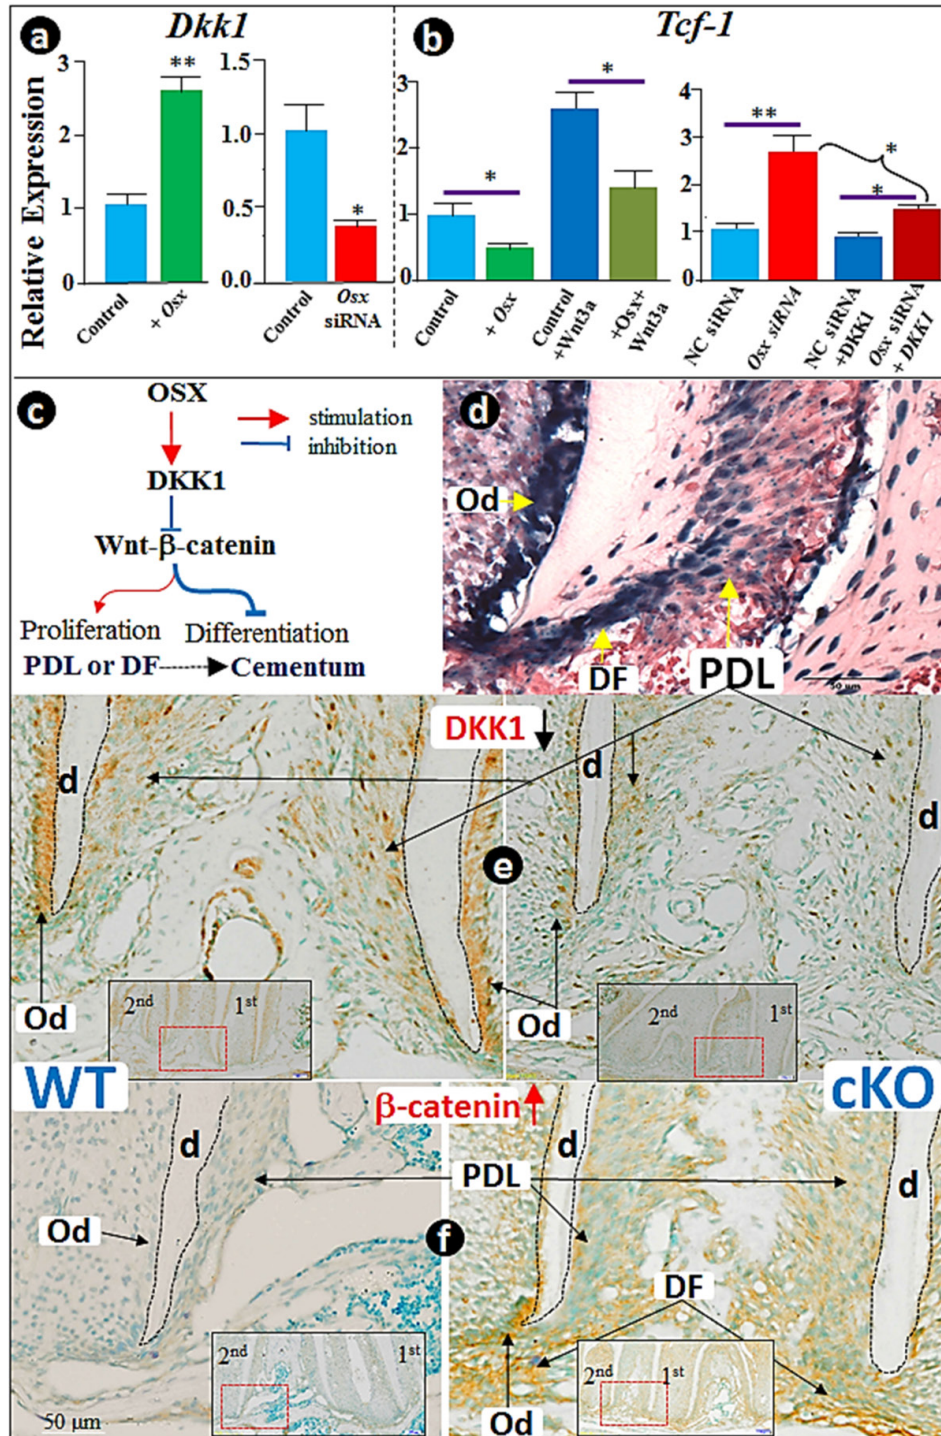 a
Dkk1
Relative Expression
3
2
1
0
**
Control
+ Osx
1.5
1.0
0.5
0.0
*
Control
Osx
siRNA
b
Tcf-1
3
2
1
0
*
*
Control
+ Osx
Control
+Wnt3a
+Osx+
Wnt3a
4
3
2
1
0
**
*
*
NC siRNA
Osx siRNA
NC siRNA
+DKK1
Osx siRNA
+ DKK1
c
OSX
stimulation
inhibition
DKK1
Wnt-β-catenin
Proliferation Differentiation
PDL or DF Cementum
d
Od
DF
PDL
50 μm
DKK1
d
d
d
e
Od
Od
2nd 1st
2nd 1st
WT
cKO
β-catenin
d
d
d
PDL
Od
f
DF
2nd 1st
2nd 1st
Od
50 μm